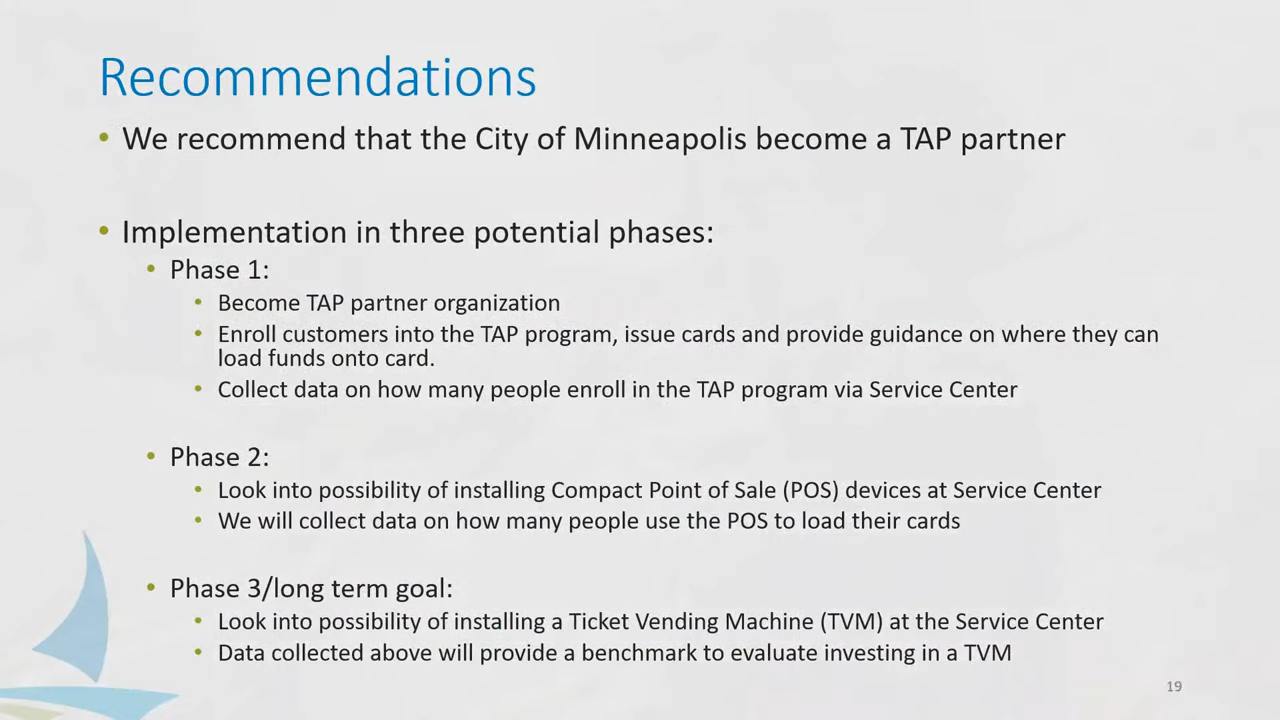 Recommendations
• We recommend that the City of Minneapolis become a TAP partner
• Implementation in three potential phases:
• Phase 1:
• Become TAP partner organization
• Enroll customers into the TAP program, issue cards and provide guidance on where they can
load funds onto card.
• Collect data on how many people enroll in the TAP program via Service Center
• Phase 2:
• Look into possibility of installing Compact Point of Sale (POS) devices at Service Center
• We will collect data on how many people use the POS to load their cards
• Phase 3/long term goal:
• Look into possibility of installing a Ticket Vending Machine (TVM) at the Service Center
• Data collected above will provide a benchmark to evaluate investing in a TVM
19